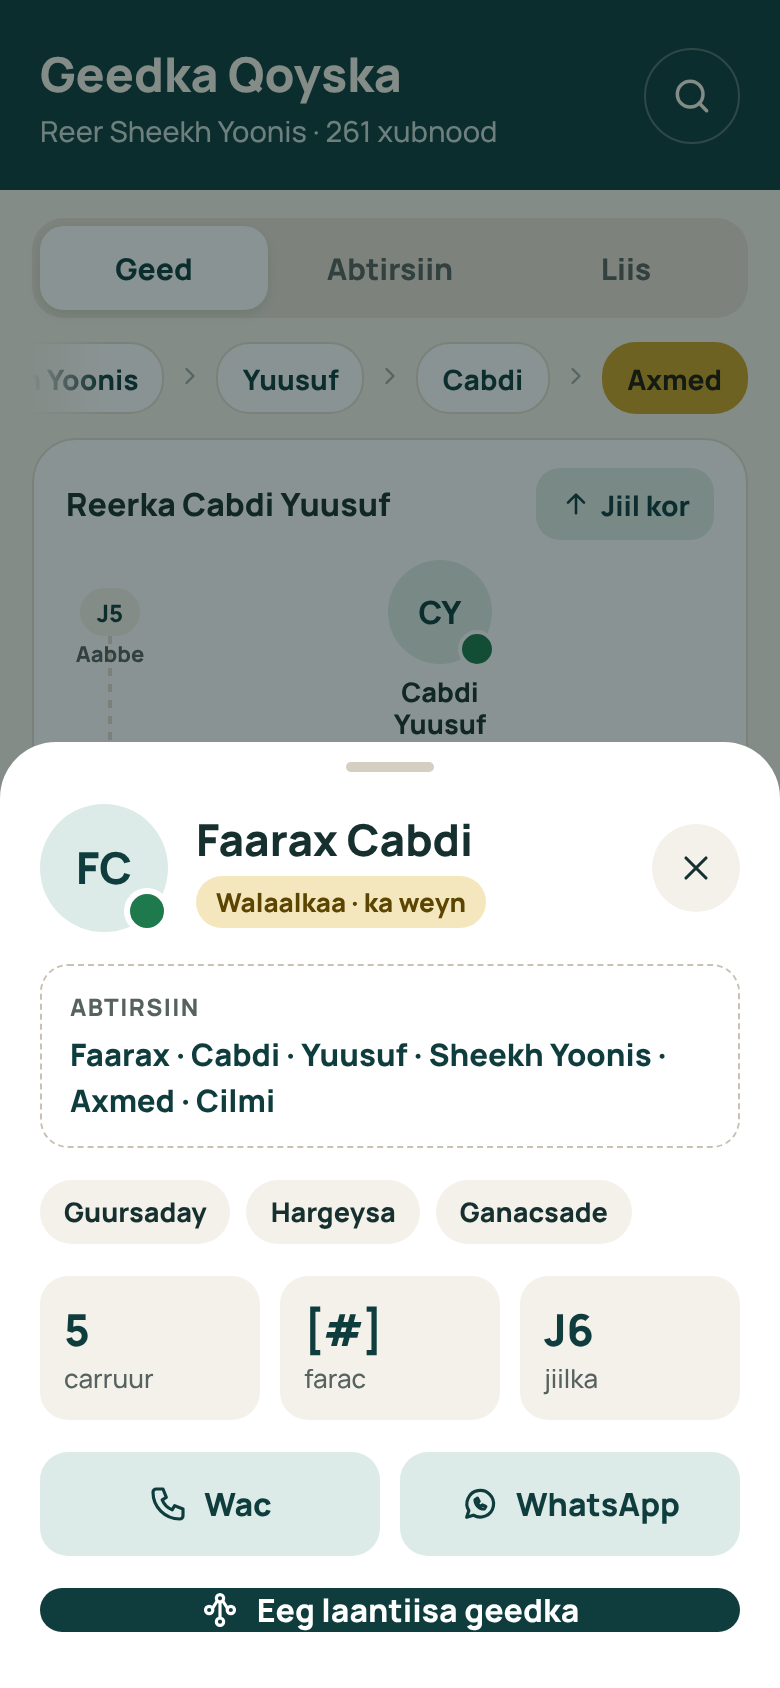 Geedka Qoyska
Reer Sheekh Yoonis · 261 xubnood
Geed
Abtirsiin
Liis
Yoonis
Yuusuf
Cabdi
Axmed
Reerka Cabdi Yuusuf
↑ Jiil kor
J5
Aabbe
CY
Cabdi
Yuusuf
FC
Faarax Cabdi
Walaalkaa · ka weyn
ABTIRSIIN
Faarax · Cabdi · Yuusuf · Sheekh Yoonis ·
Axmed · Cilmi
Guursaday
Hargeysa
Ganacsade
5
carruur
[#]
farac
J6
jiilka
Wac
WhatsApp
Eeg laantiisa geedka